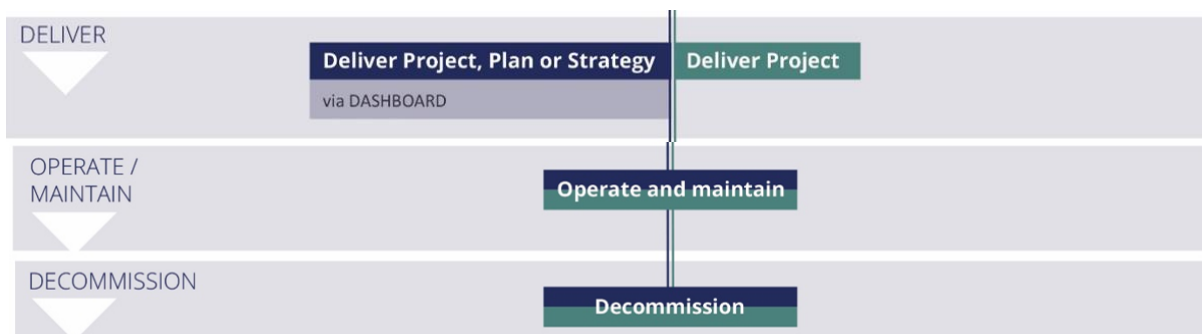 DELIVER
Deliver Project, Plan or Strategy
Deliver Project
via DASHBOARD
OPERATE /
MAINTAIN
Operate and maintain
DECOMMISSION
Decommission